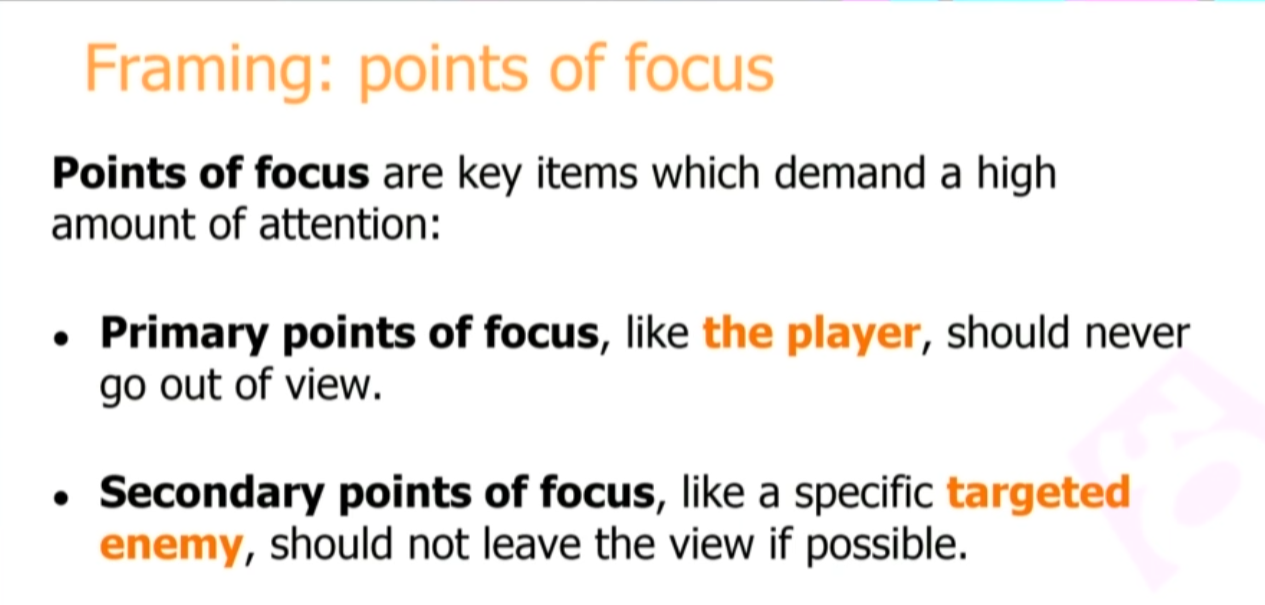 Framing: points of focus
Points of focus are key items which demand a high
amount of attention:
• Primary points of focus, like the player, should never
go out of view.
• Secondary points of focus, like a specific targeted
enemy, should not leave the view if possible.